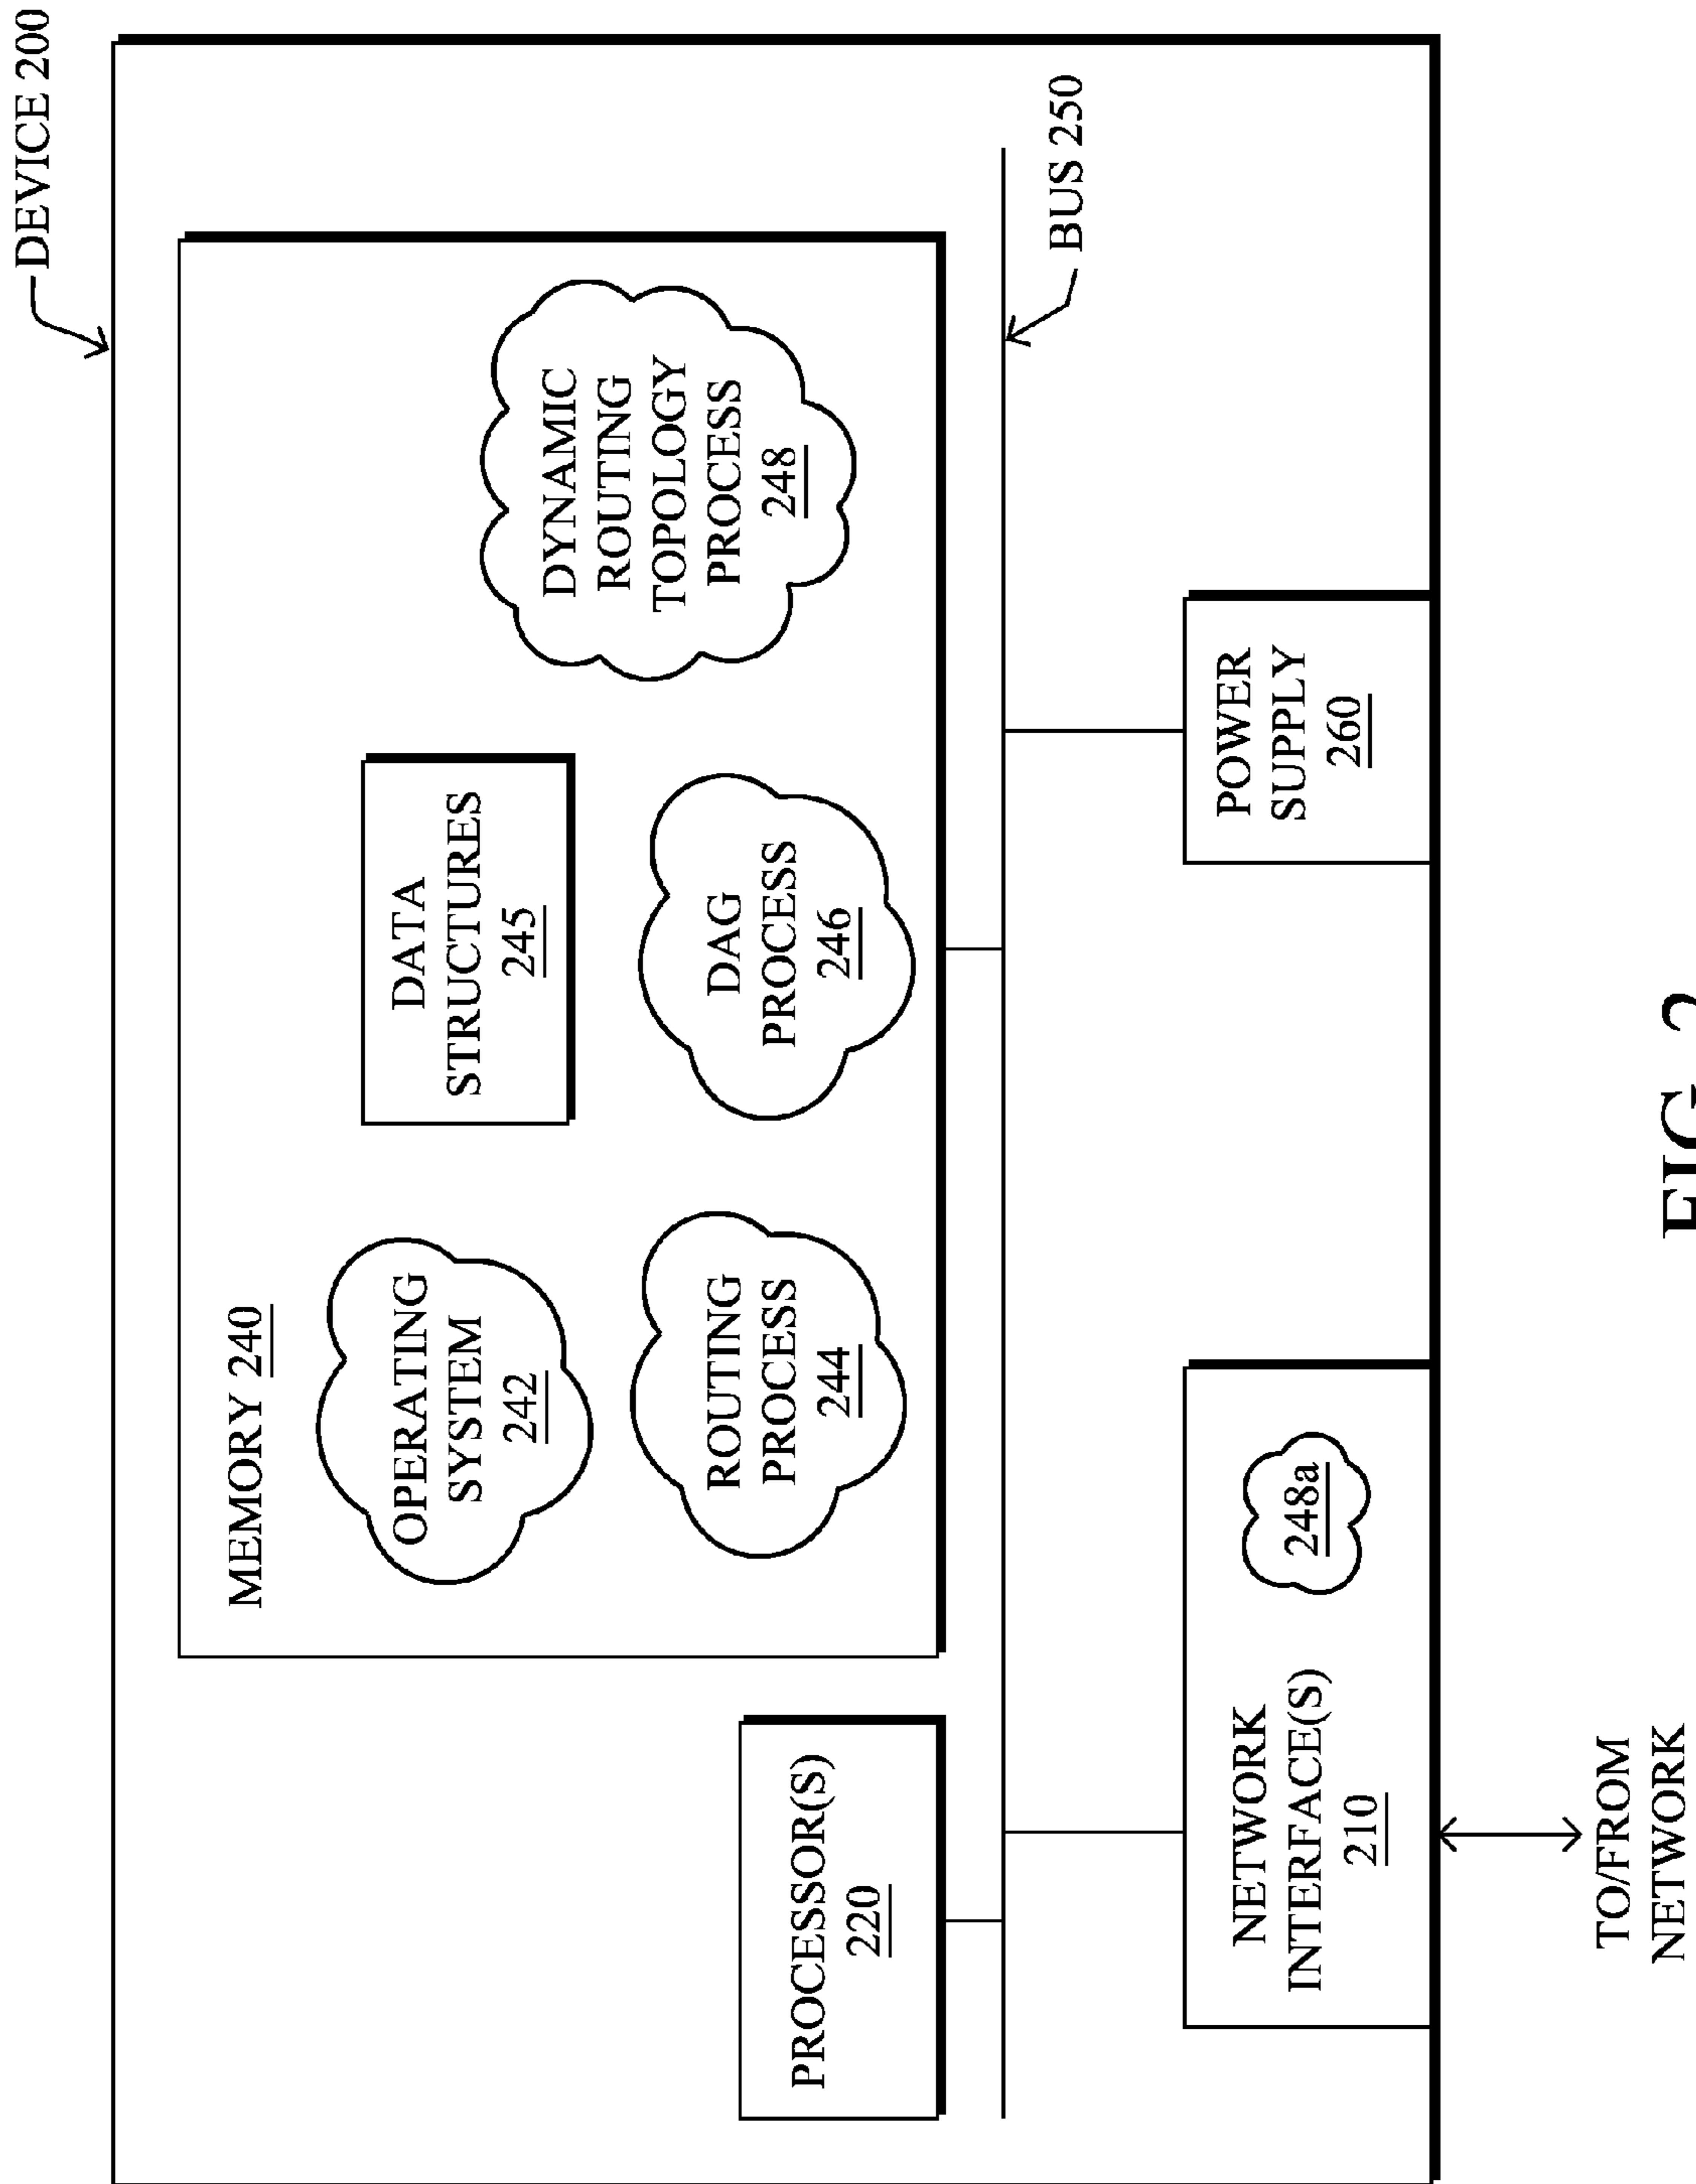 DEVICE 200
MEMORY 240
OPERATING
SYSTEM
242
DATA
STRUCTURES
245
DYNAMIC
ROUTING
TOPOLOGY
PROCESS
248
ROUTING
PROCESS
244
DAG
PROCESS
246
PROCESSOR(S)
220
BUS 250
NETWORK
INTERFACE(S)
210
248a
POWER
SUPPLY
260
TO/FROM
NETWORK
FIG. 2